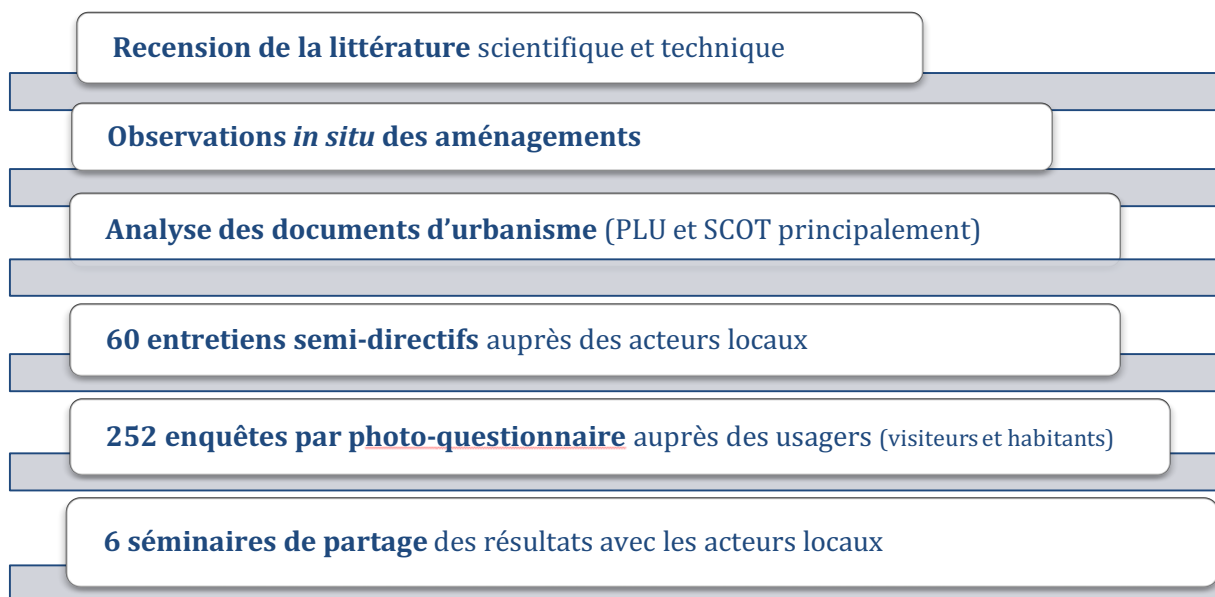 Recension de la littérature scientifique et technique
Observations in situ des aménagements
Analyse des documents d’urbanisme (PLU et SCOT principalement)
60 entretiens semi-directifs auprès des acteurs locaux
252 enquêtes par photo-questionnaire auprès des usagers (visiteurs et habitants)
6 séminaires de partage des résultats avec les acteurs locaux